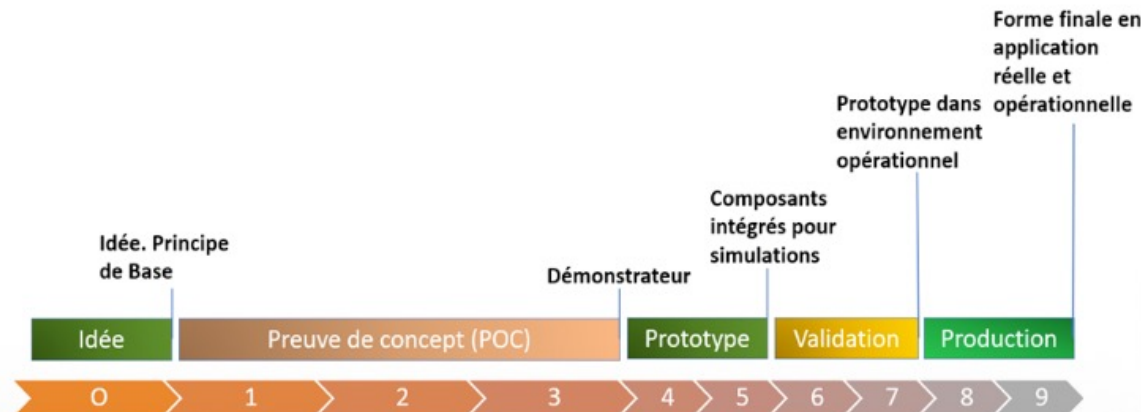 Forme finale en
application
réelle et
opérationnelle
Prototype dans
environnement
opérationnel
Composants
intégrés pour
simulations
Idée. Principe
de Base
Démonstrateur
Idée
Preuve de concept (POC)
Prototype
Validation
Production
O
1
2
3
4
5
6
7
8
9